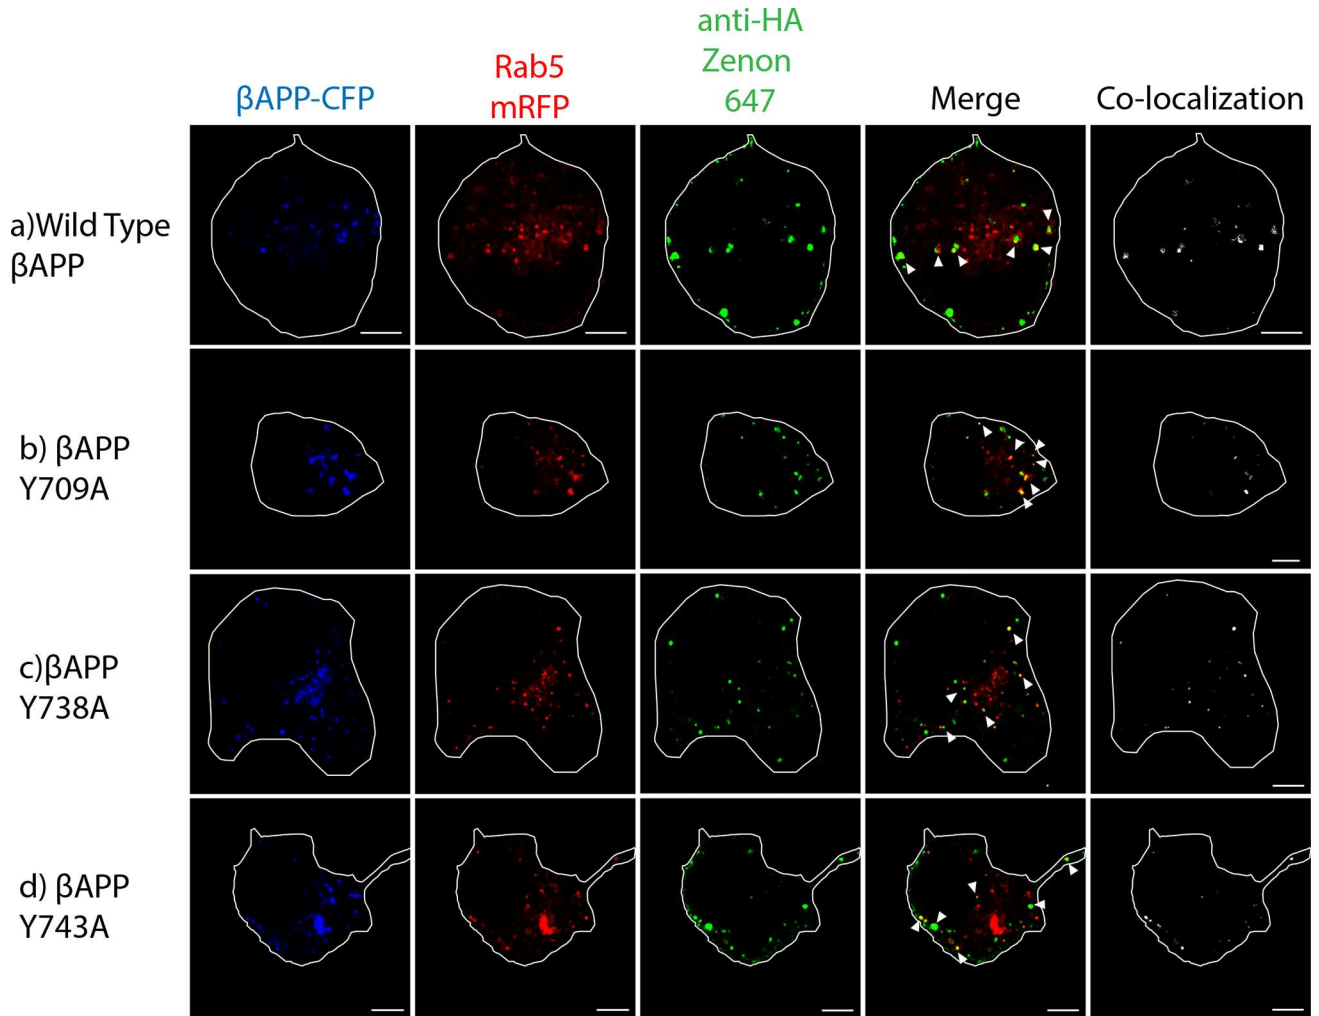 anti-HA
Zenon
647
Rab5
mRFP
βAPP-CFP
Merge
Co-localization
a)Wild Type
βAPP
b) βAPP
Y709A
c)βAPP
Y738A
d) βAPP
Y743A